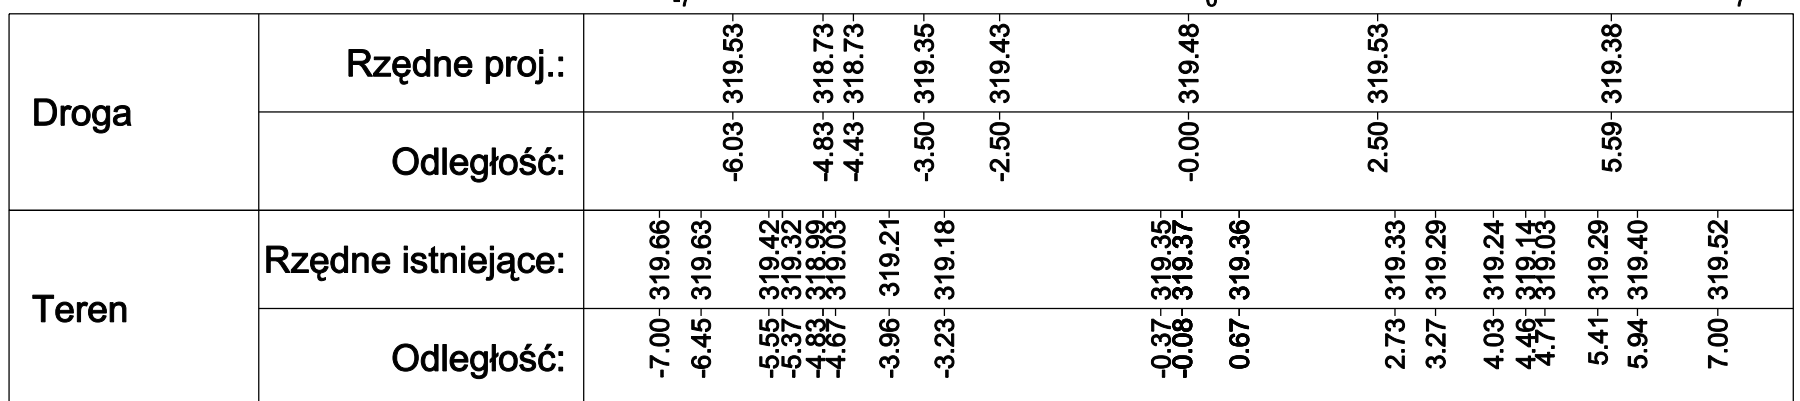 -7 0 7
Droga
Rzędne proj.: 319.53 318.73 318.73 319.35 319.43 319.48 319.53 319.38
Odległość: -6.03 -4.83 -4.43 -3.50 -2.50 -0.00 2.50 5.59
Teren
Rzędne istniejące: 319.66 319.63 319.42 319.32 318.99 319.03 319.21 319.18 319.35 319.37 319.36 319.33 319.29 319.24 319.14 319.03 319.29 319.40 319.52
Odległość: -7.00 -6.45 -5.55 -5.37 -4.83 -4.67 -3.96 -3.23 -0.37 -0.08 0.67 2.73 3.27 4.03 4.46 4.71 5.41 5.94 7.00